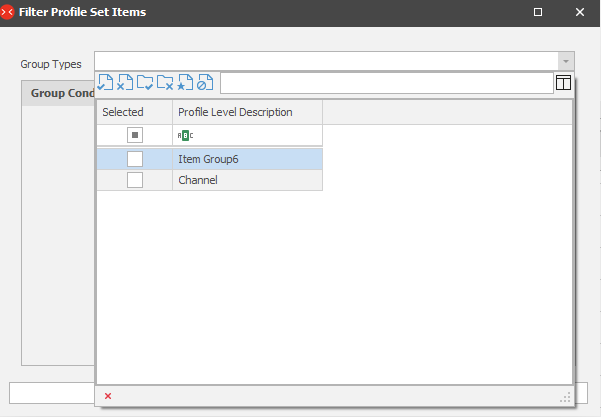 Filter Profile Set Items
Group Types
Group Cond
Selected Profile Level Description
ABC
Item Group6
Channel